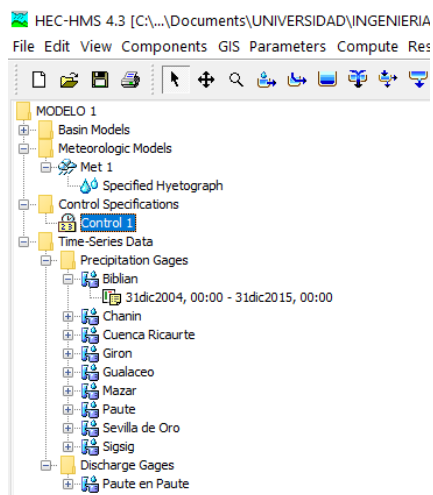 HEC-HMS 4.3 [C:\...\Documents\UNIVERSIDAD\INGENIERIA
File Edit View Components GIS Parameters Compute Res
MODELO 1
Basin Models
Meteorologic Models
Met 1
Specified Hyetograph
Control Specifications
Control 1
Time-Series Data
Precipitation Gages
Biblian
31dic2004, 00:00 - 31dic2015, 00:00
Chanin
Cuenca Ricaurte
Giron
Gualaceo
Mazar
Paute
Sevilla de Oro
Sigsig
Discharge Gages
Paute en Paute